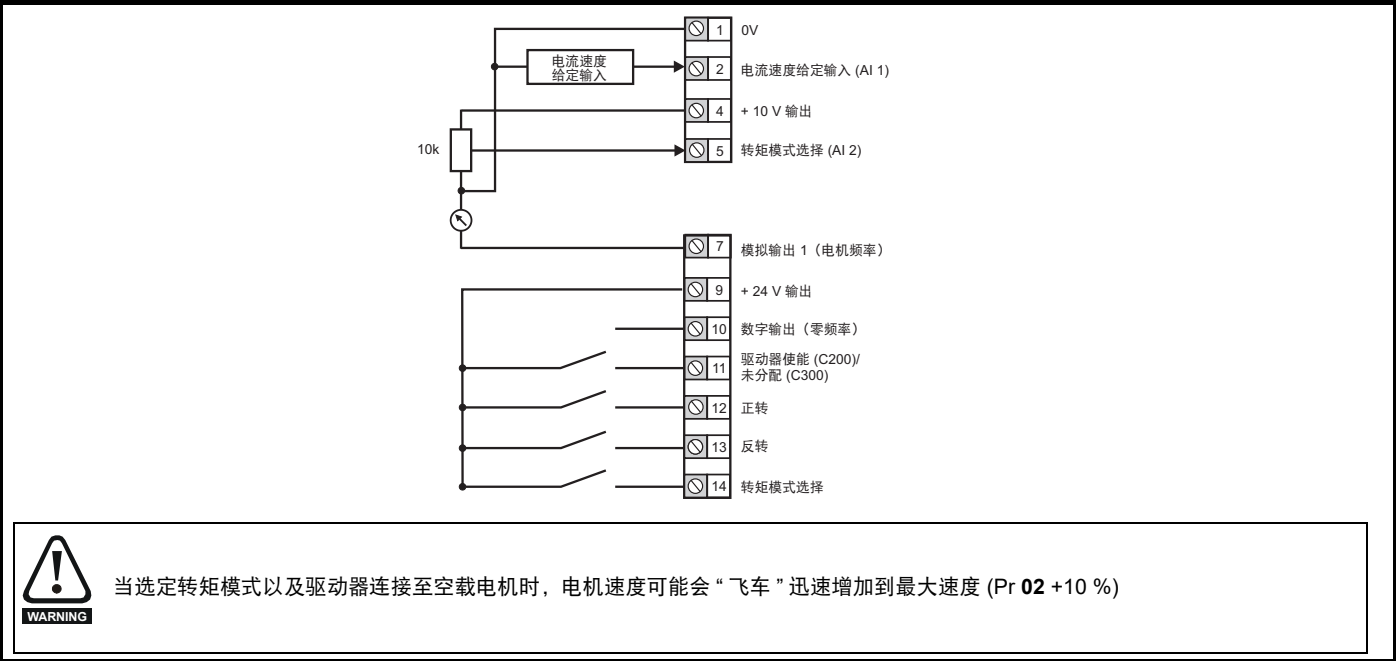 1 0V
电流速度
给定输入
2 电流速度给定输入 (AI 1)
4 + 10 V 输出
10k
5 转矩模式选择 (AI 2)
7 模拟输出 1（电机频率）
9 + 24 V 输出
10 数字输出（零频率）
11 驱动器使能 (C200)/
未分配 (C300)
12 正转
13 反转
14 转矩模式选择
WARNING
当选定转矩模式以及驱动器连接至空载电机时，电机速度可能会 “ 飞车 ” 迅速增加到最大速度 (Pr 02 +10 %)